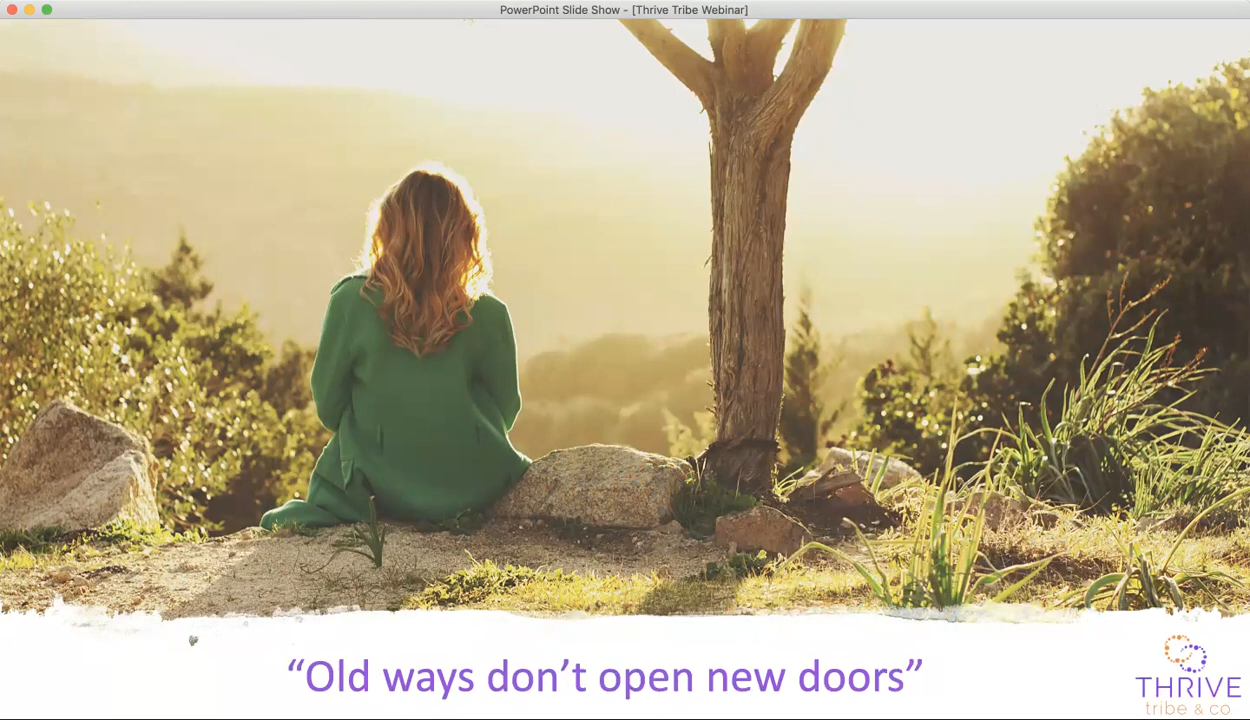 PowerPoint Slide Show - [Thrive Tribe Webinar]
“Old ways don’t open new doors”
THRIVE
tribe & co